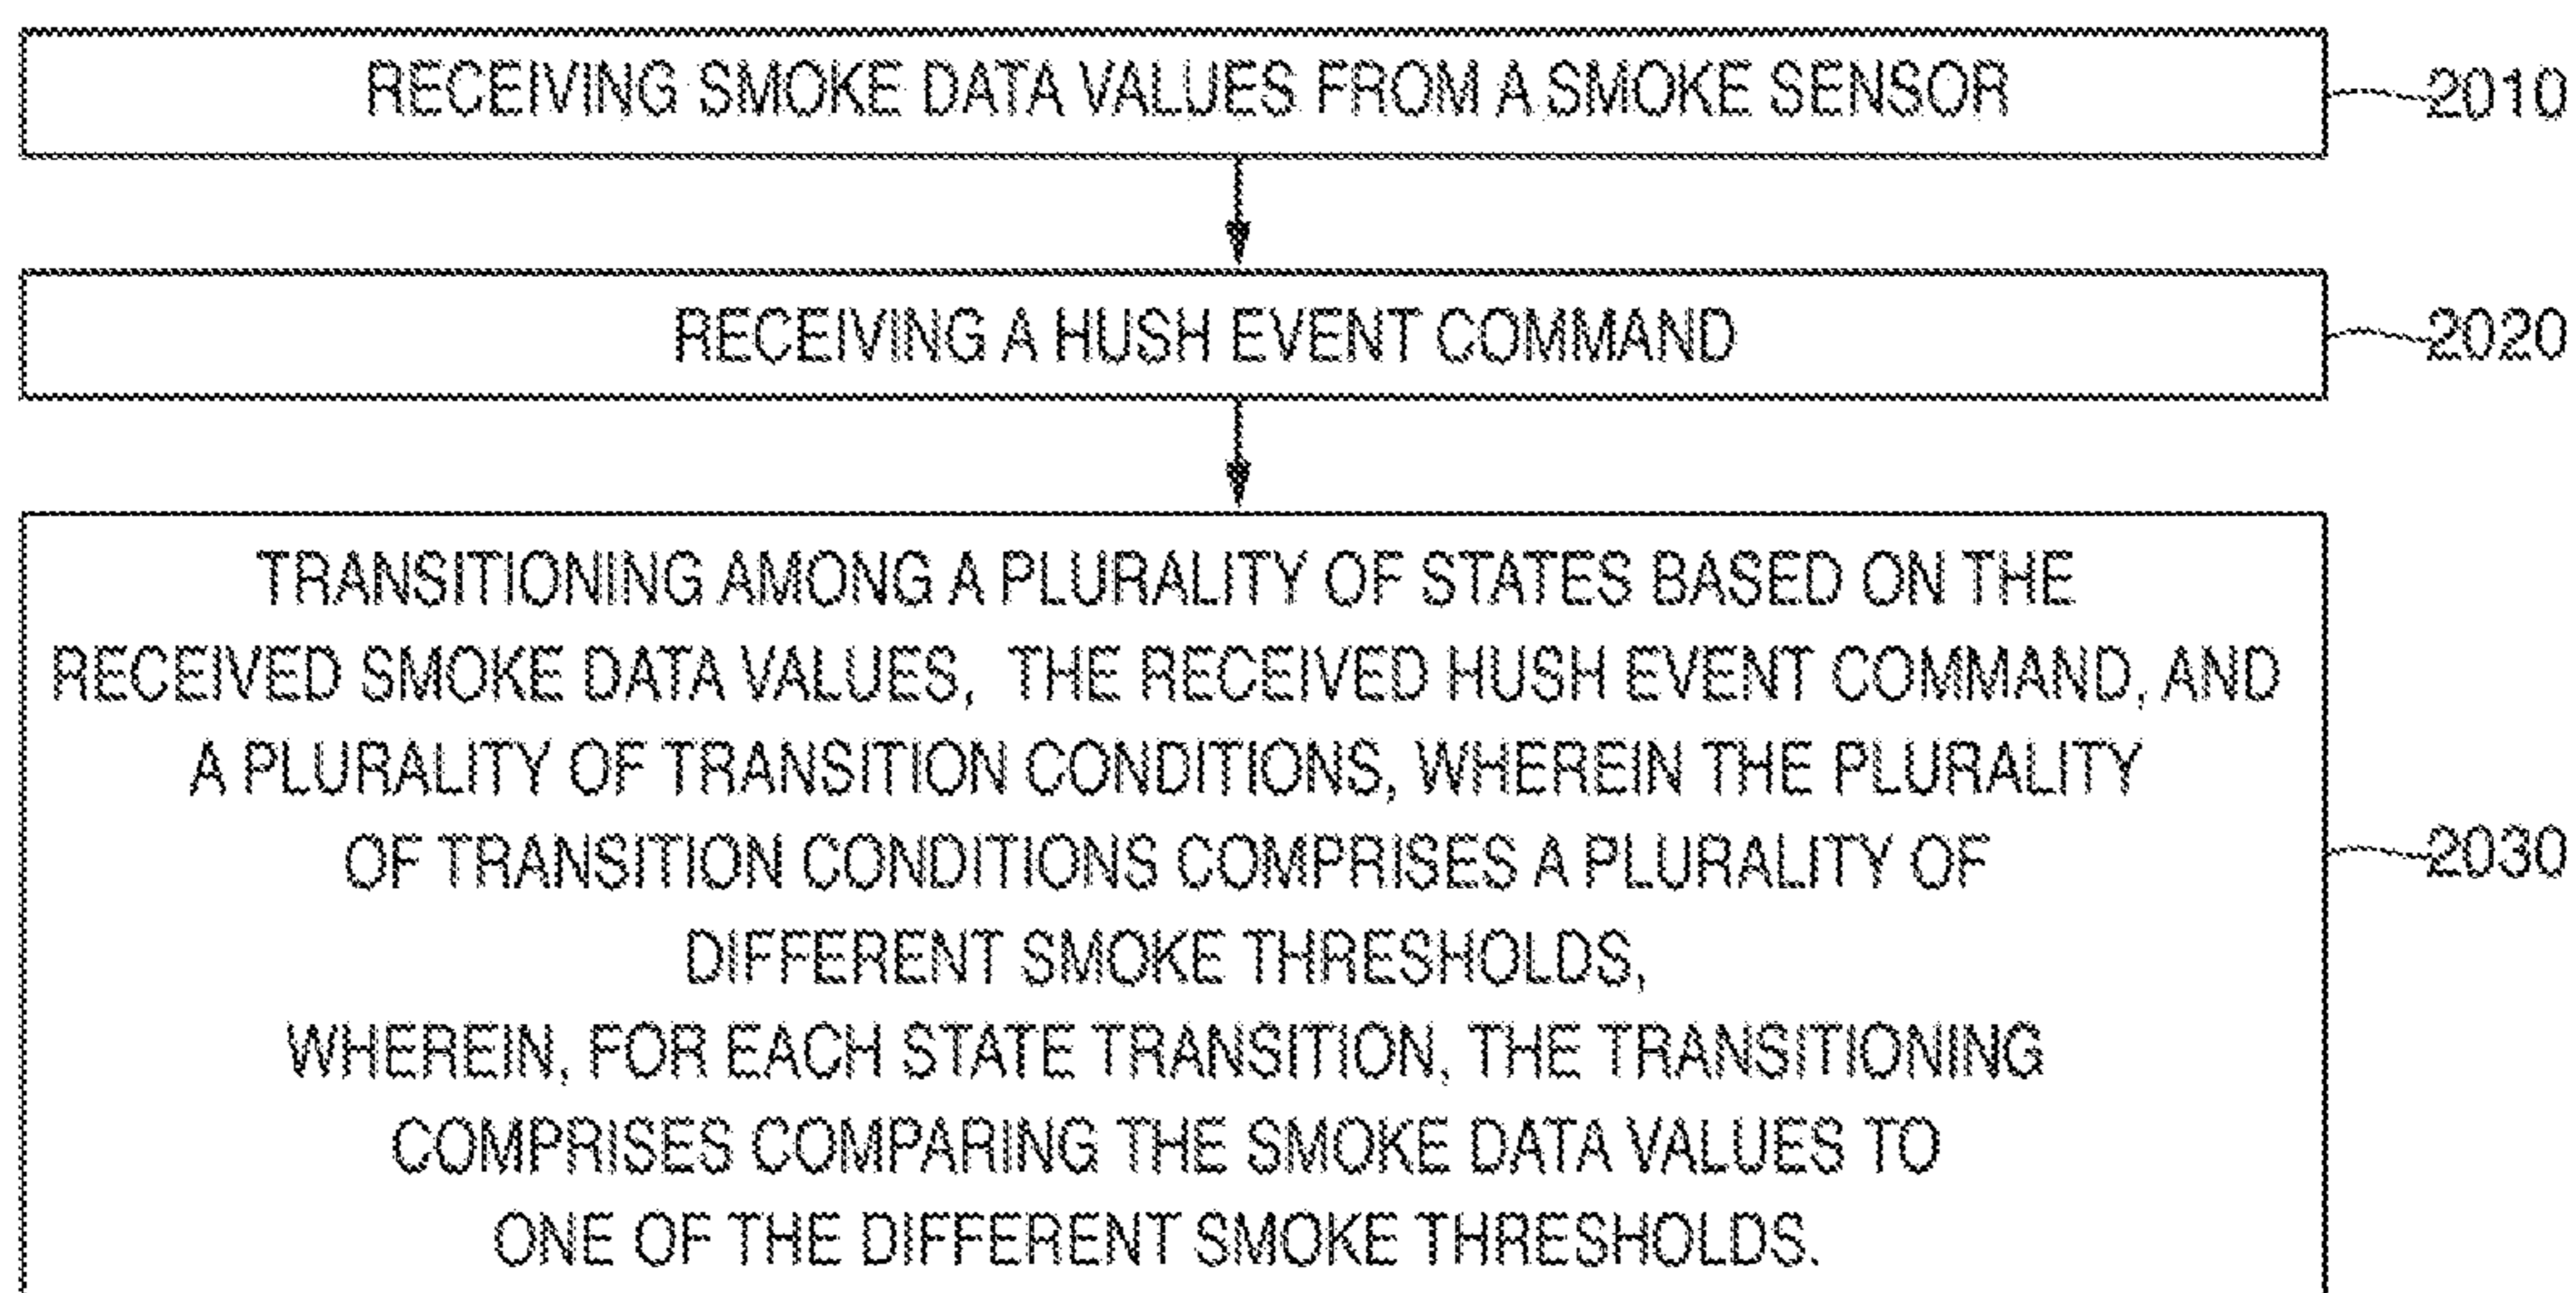 RECEIVING SMOKE DATA VALUES FROM A SMOKE SENSOR
2010
RECEIVING A HUSH EVENT COMMAND
2020
TRANSITIONING AMONG A PLURALITY OF STATES BASED ON THE
RECEIVED SMOKE DATA VALUES, THE RECEIVED HUSH EVENT COMMAND, AND
A PLURALITY OF TRANSITION CONDITIONS, WHEREIN THE PLURALITY
OF TRANSITION CONDITIONS COMPRISES A PLURALITY OF
DIFFERENT SMOKE THRESHOLDS,
WHEREIN, FOR EACH STATE TRANSITION, THE TRANSITIONING
COMPRISES COMPARING THE SMOKE DATA VALUES TO
ONE OF THE DIFFERENT SMOKE THRESHOLDS.
2030